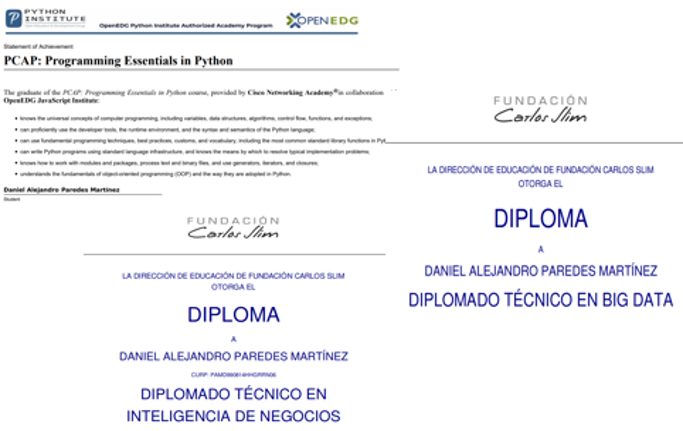 PYTHON
INSTITUTE
OpenEDG Python Institute Authorized Academy Program
OPENEDG
Statement of Achievement
PCAP: Programming Essentials in Python
The graduate of the PCAP: Programming Essentials in Python course, provided by Cisco Networking Academy® in collaboration
OpenEDG JavaScript Institute:
• knows the universal concepts of computer programming, including variables, data structures, algorithms, control flow, functions, and exceptions;
• can proficiently use the developer tools, the runtime environment, and the syntax and semantics of the Python language;
• can use fundamental programming techniques, best practices, customs, and vocabulary, including the most common standard library functions in Pyt
• can write Python programs using standard language infrastructure, and knows the means by which to resolve typical implementation problems;
• knows how to work with modules and packages, process text and binary files, and use generators, iterators, and closures;
• understands the fundamentals of object-oriented programming (OOP) and the way they are adopted in Python.
Daniel Alejandro Paredes Martínez
Student
FUNDACIÓN
Carlos Slim
LA DIRECCIÓN DE EDUCACIÓN DE FUNDACIÓN CARLOS SLIM
OTORGA EL
DIPLOMA
A
DANIEL ALEJANDRO PAREDES MARTÍNEZ
CURP:
DIPLOMADO TÉCNICO EN
INTELIGENCIA DE NEGOCIOS
FUNDACIÓN
Carlos Slim
LA DIRECCIÓN DE EDUCACIÓN DE FUNDACIÓN CARLOS SLIM
OTORGA EL
DIPLOMA
A
DANIEL ALEJANDRO PAREDES MARTÍNEZ
DIPLOMADO TÉCNICO EN BIG DATA